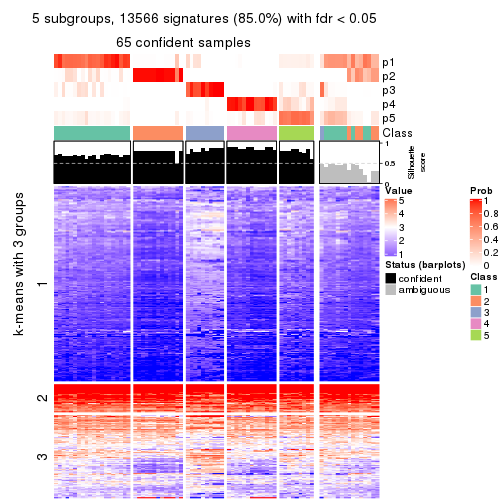 5 subgroups, 13566 signatures (85.0%) with fdr < 0.05
65 confident samples
p1
p2
p3
p4
p5
Class
1
0.5
0
Silhouette
score
k-means with 3 groups
1
2
3
Value
5
4
3
2
1
Status (barplots)
confident
ambiguous
Prob
1
0.8
0.6
0.4
0.2
0
Class
1
2
3
4
5